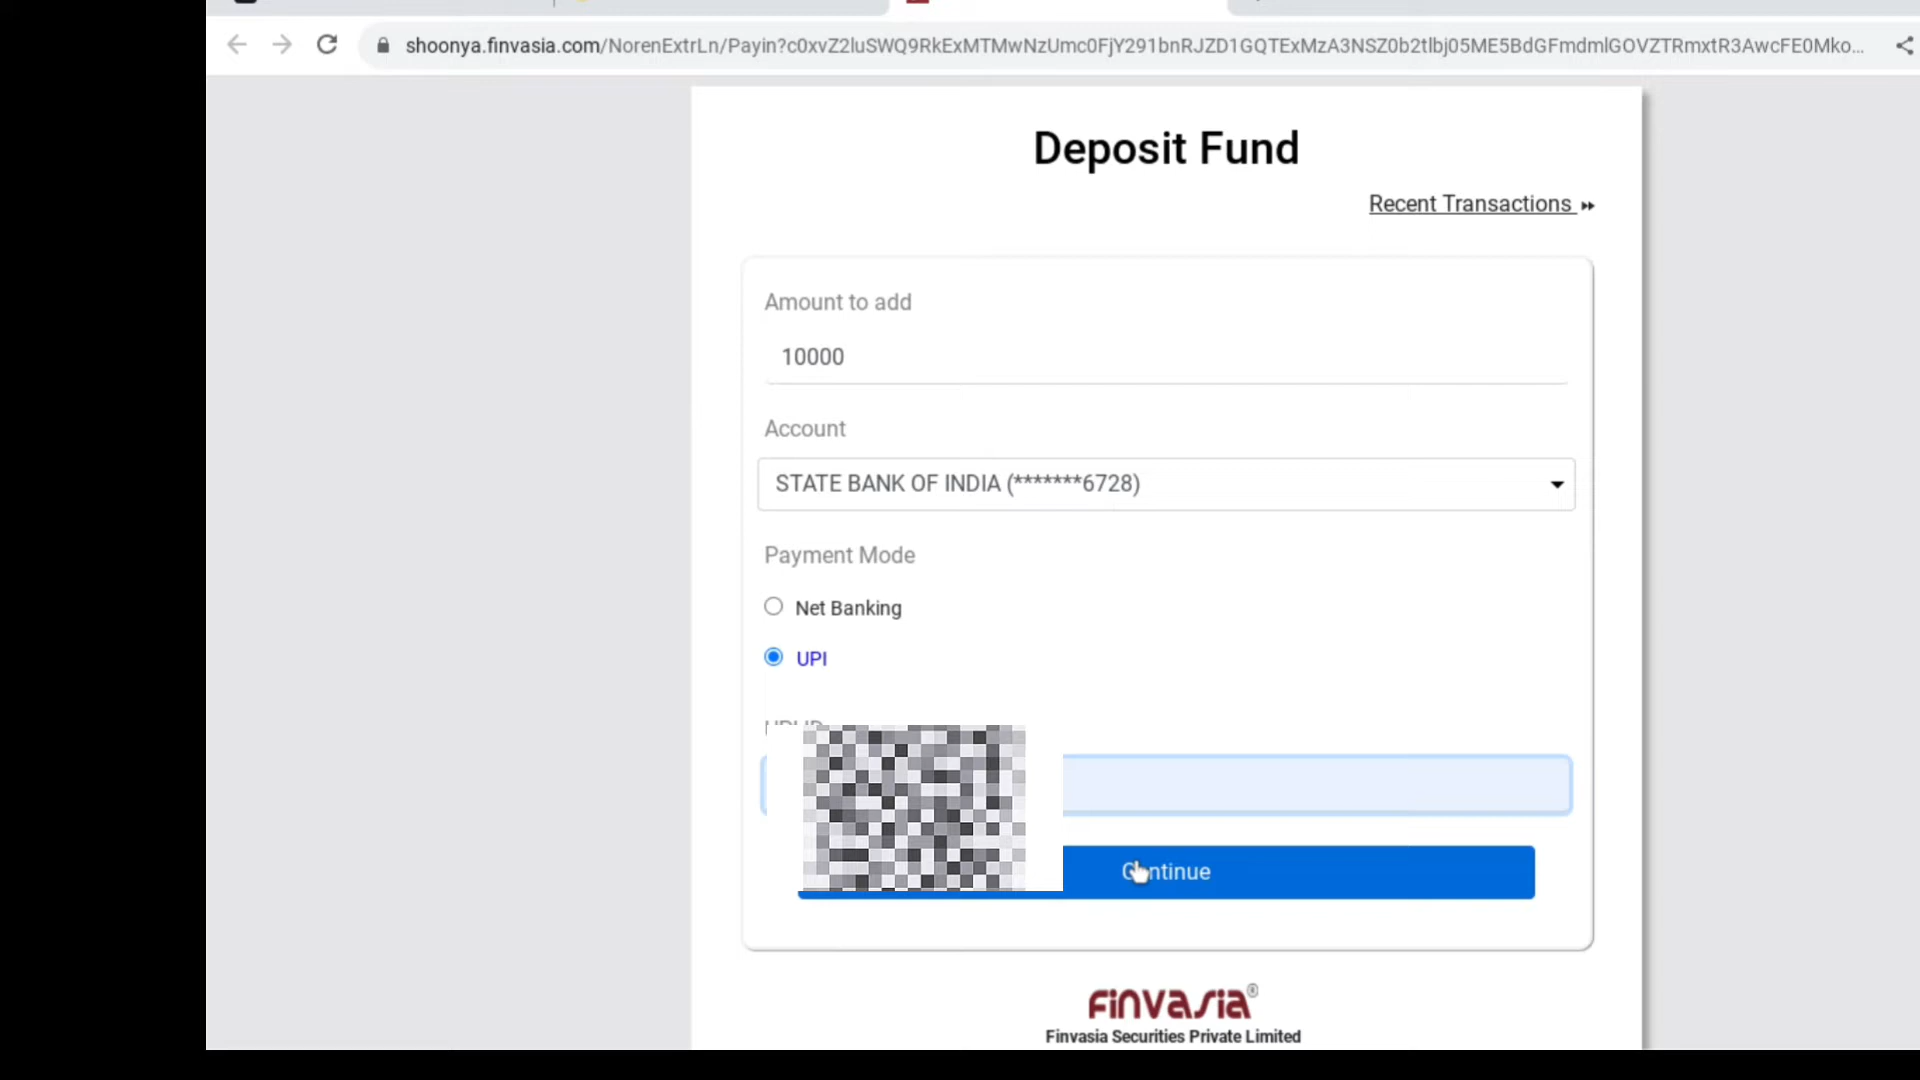 shoonya.finvasia.com/NorenExtrLn/Payin?c0xvZ2luSWQ9RkExMTMwNzUmc0FjY291bnRJZD1GQTExMzA3NSZ0b2tlbj05ME5BdGFmdmlGOVZTRmxtR3AwcFE0Mko...
Deposit Fund
Recent Transactions
Amount to add
10000
Account
STATE BANK OF INDIA (*******6728)
Payment Mode
Net Banking
UPI
Continue
Finvasia®
Finvasia Securities Private Limited